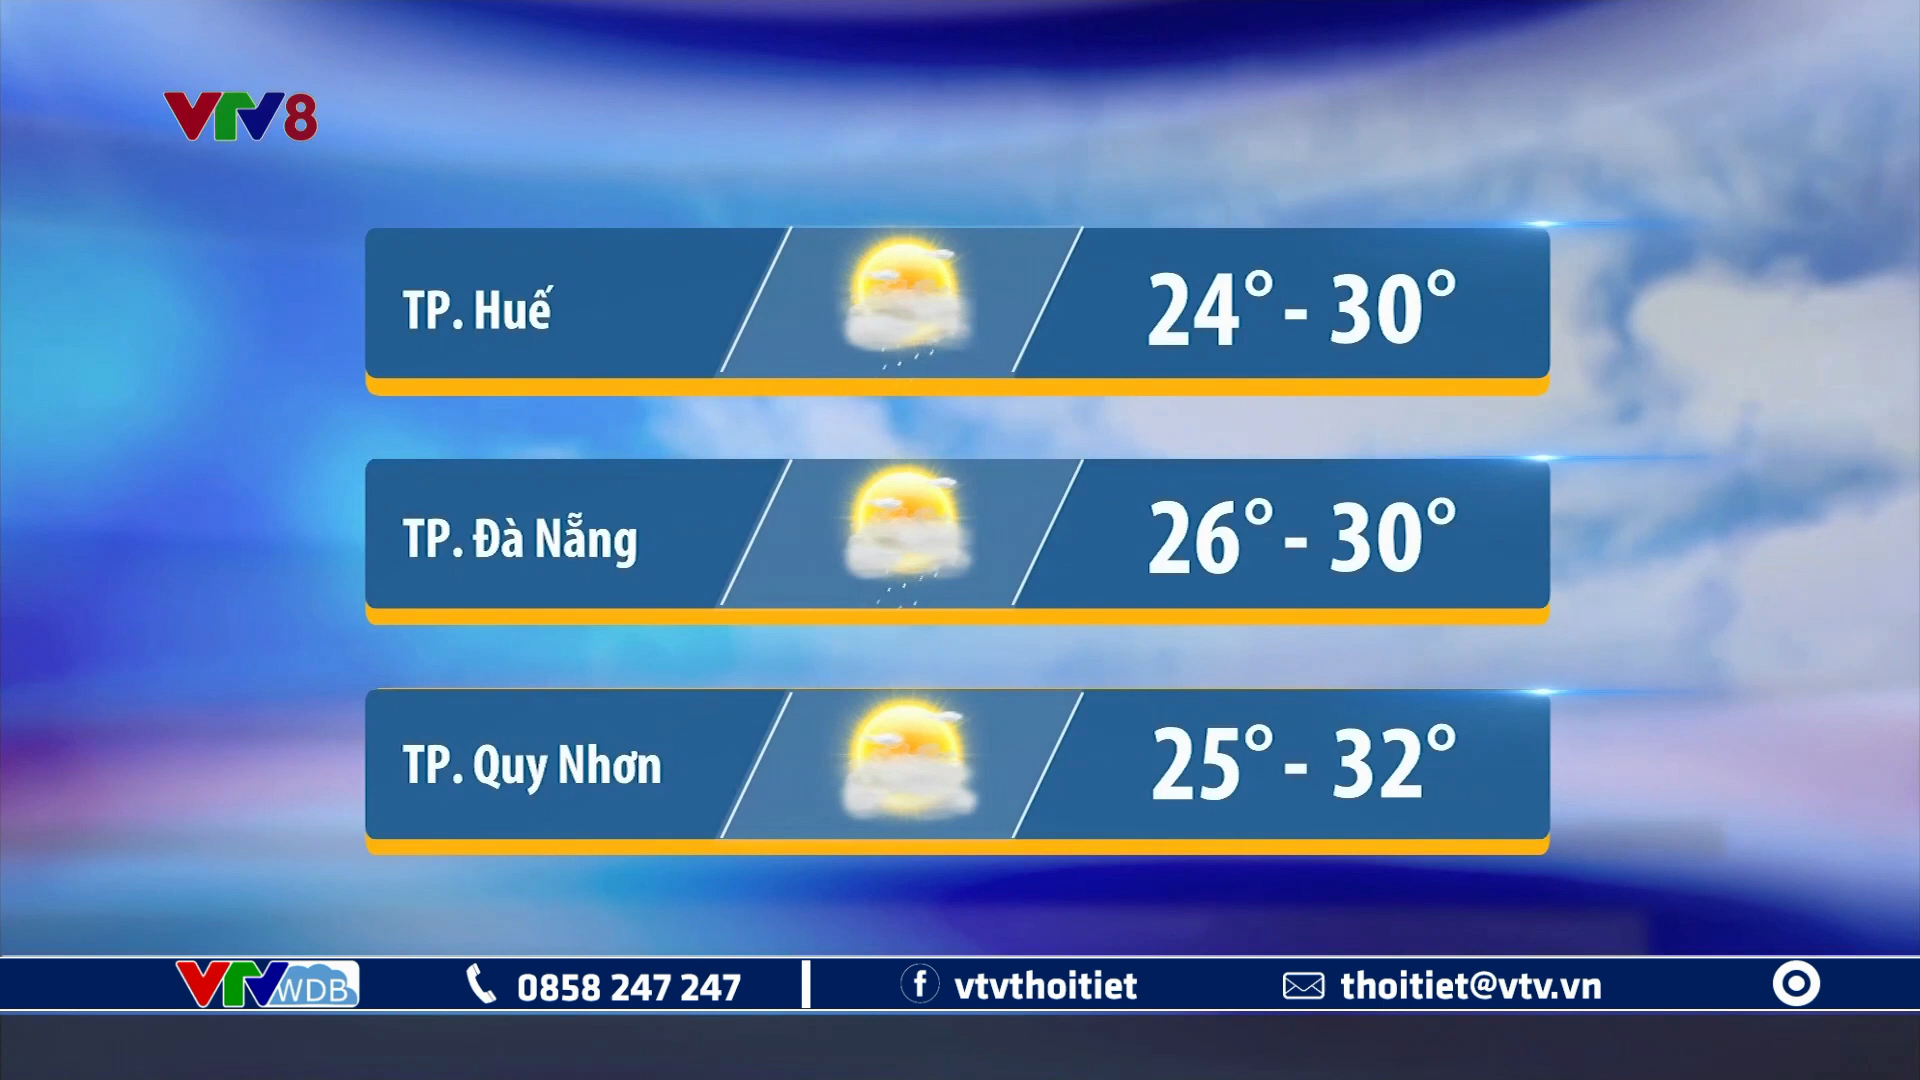 VTV8
TP. Huế 24° - 30°
TP. Đà Nẵng 26° - 30°
TP. Quy Nhơn 25° - 32°
VTV WDB 0858 247 247 vtvthoitiet thoitiet@vtv.vn